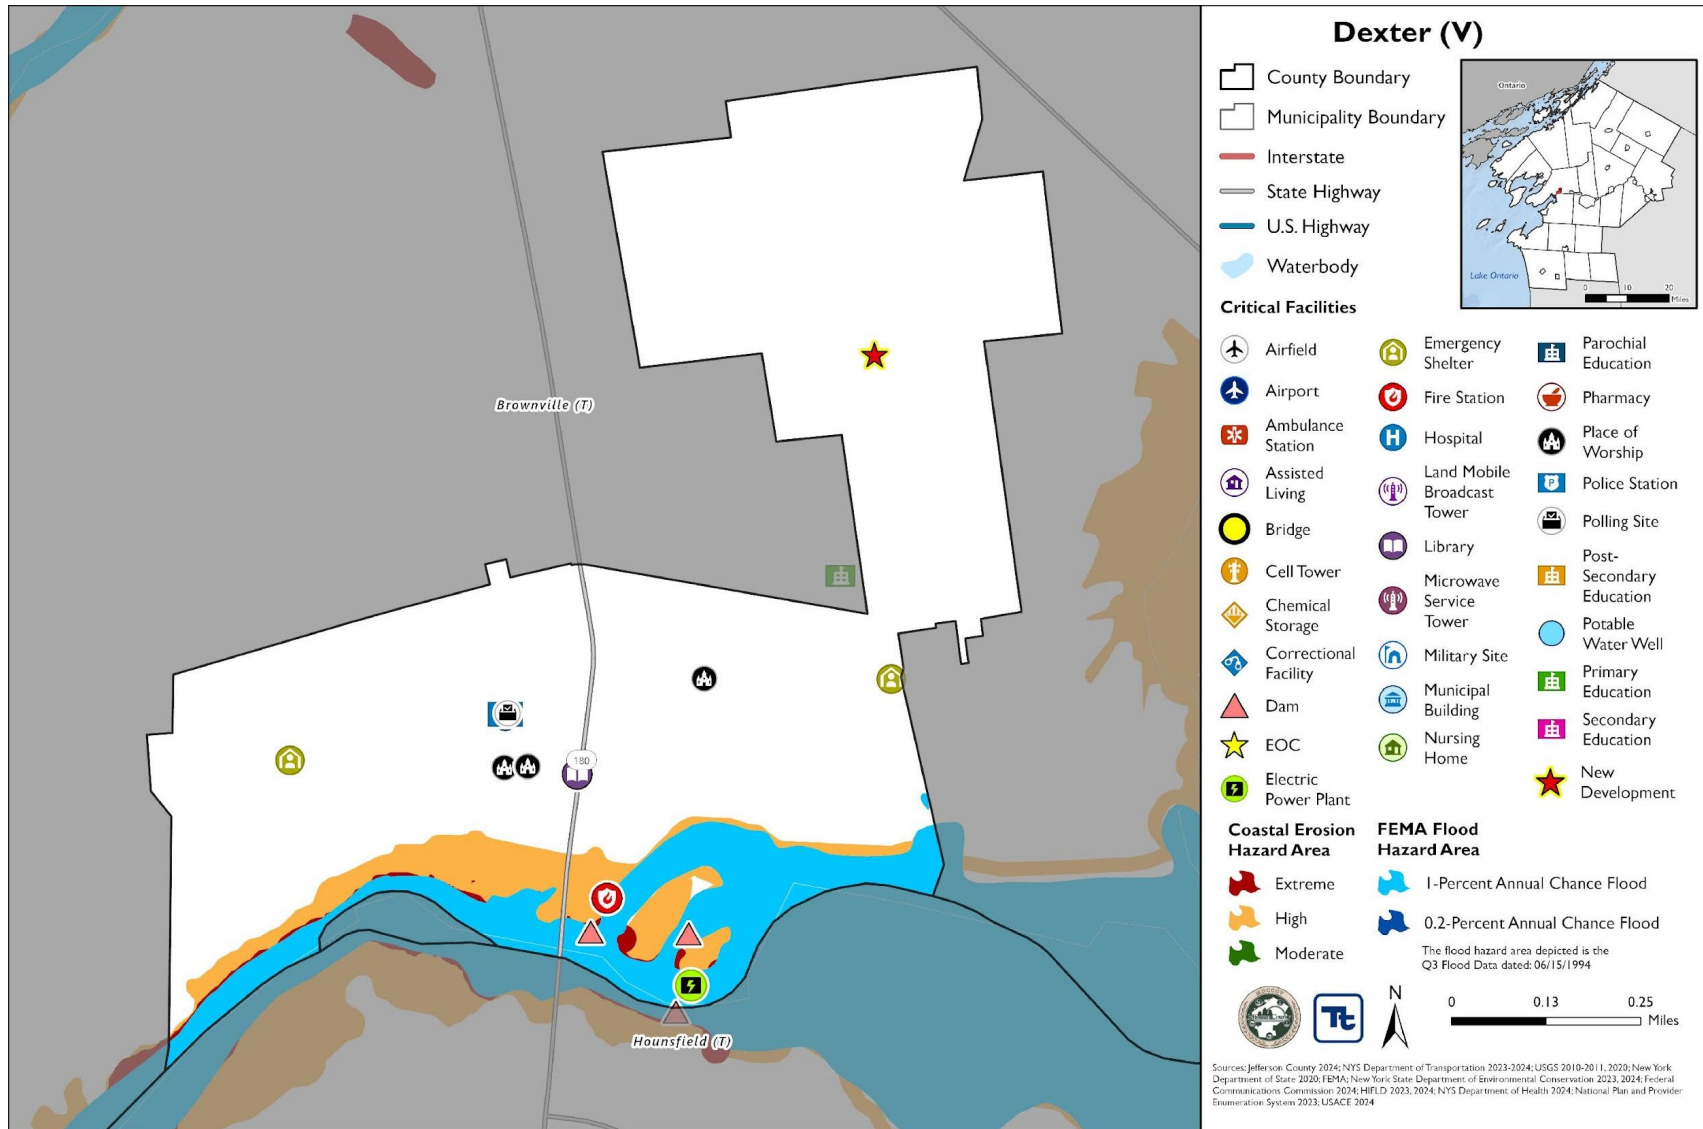 Dexter (V)
County Boundary
Municipality Boundary
Interstate
State Highway
U.S. Highway
Waterbody
Ontario
Lake Ontario
0 10 20
Miles
Critical Facilities
Airfield
Airport
Ambulance
Station
Assisted
Living
Bridge
Cell Tower
Chemical
Storage
Correctional
Facility
Dam
EOC
Electric
Power Plant
Emergency
Shelter
Fire Station
H
Hospital
Land Mobile
Broadcast
Tower
Library
Microwave
Service
Tower
Military Site
Municipal
Building
Nursing
Home
Parochial
Education
Pharmacy
Place of
Worship
P
Police Station
Polling Site
Post-
Secondary
Education
Potable
Water Well
Primary
Education
Secondary
Education
New
Development
Coastal Erosion
Hazard Area
Extreme
High
Moderate
FEMA Flood
Hazard Area
1-Percent Annual Chance Flood
0.2-Percent Annual Chance Flood
The flood hazard area depicted is the
Q3 Flood Data dated: 06/15/1994
Tt
N
0 0.13 0.25
Miles
Sources: Jefferson County 2024; NYS Department of Transportation 2023-2024; USGS 2010-2011, 2020; New York
Department of State 2020; FEMA; New York State Department of Environmental Conservation 2023, 2024; Federal
Communications Commission 2024; HIFLD 2023, 2024; NYS Department of Health 2024; National Plan and Provider
Enumeration System 2023; USACE 2024
Brownville (T)
180
Hounsfield (T)